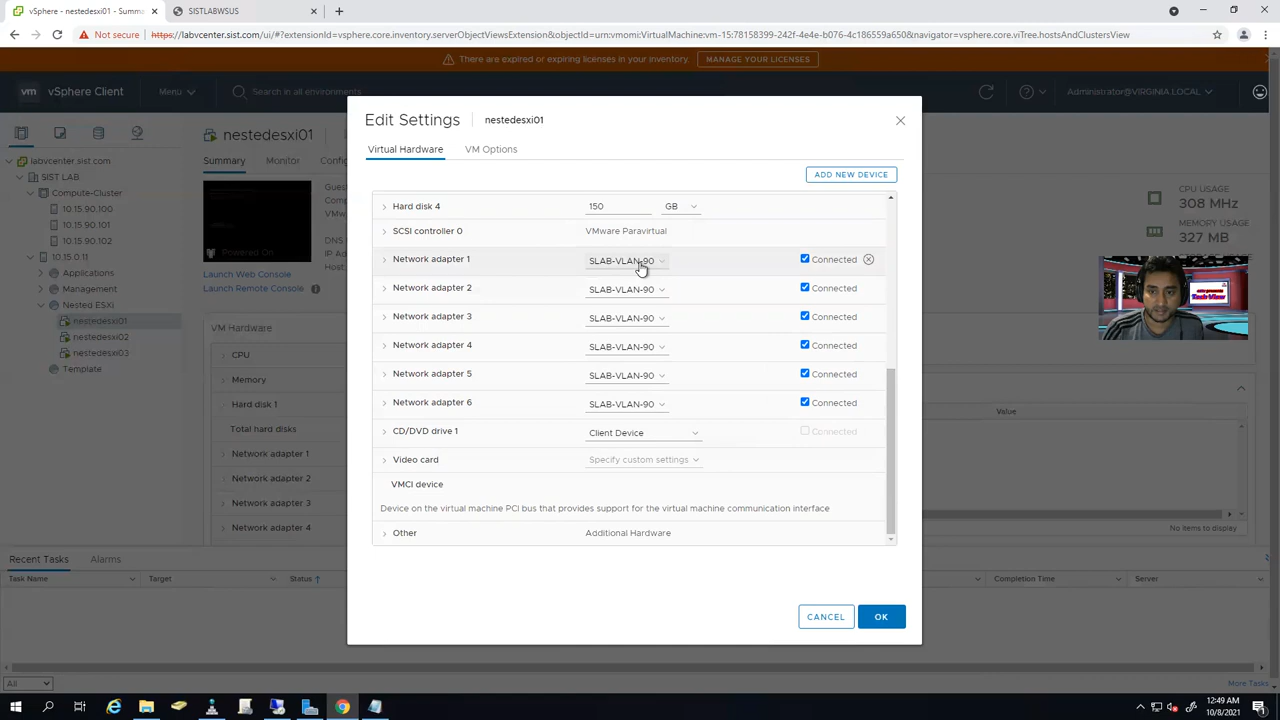 vSphere - nestedesxi01 - Summa
SISTLABWSUS
Not secure
https://labvcenter.sist.com/ui/#?extensionId=vsphere.core.inventory.serverObjectViewsExtension&objectId=urn:vmomi:VirtualMachine:vm-15:78158399-242f-4e4e-b076-4c186559a650&navigator=vsphere.core.viTree.hostsAndClustersView
There are expired or expiring licenses in your inventory.
MANAGE YOUR LICENSES
vm
vSphere Client
Menu
Search in all environments
Administrator@VIRGINIA.LOCAL
labvcenter.sist.com
SIST LAB
Compute-Cluster
10.15.90.100
10.15.90.101
10.15.90.102
10.15.0.11
Applications
Management
Nested ESXi
nestedesxi01
nestedesxi02
nestedesxi03
Template
nestedesxi01
Summary
Monitor
Powered On
Launch Web Console
Launch Remote Console
VM Hardware
CPU
Memory
Hard disk 1
Total hard disks
Network adapter 1
Network adapter 2
Network adapter 3
Network adapter 4
Edit Settings
nestedesxi01
Virtual Hardware
VM Options
ADD NEW DEVICE
Hard disk 4
150
GB
SCSI controller 0
VMware Paravirtual
Network adapter 1
SLAB-VLAN-90
Connected
Network adapter 2
SLAB-VLAN-90
Connected
Network adapter 3
SLAB-VLAN-90
Connected
Network adapter 4
SLAB-VLAN-90
Connected
Network adapter 5
SLAB-VLAN-90
Connected
Network adapter 6
SLAB-VLAN-90
Connected
CD/DVD drive 1
Client Device
Connected
Video card
Specify custom settings
VMCI device
Device on the virtual machine PCI bus that provides support for the virtual machine communication interface
Other
Additional Hardware
CANCEL
OK
CPU USAGE
308 MHz
MEMORY USAGE
327 MB
Value
No items to display
Recent Tasks
Alarms
Task Name
Target
Status
Completion Time
Server
All
More Tasks
12:49 AM
10/8/2021